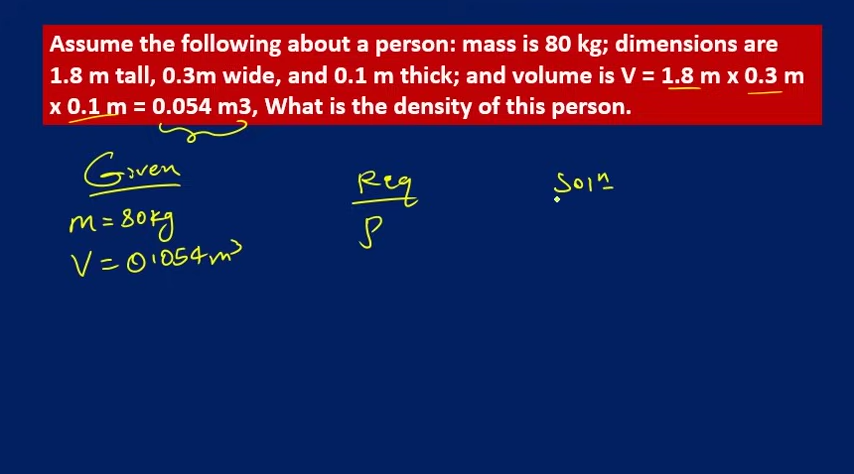 Assume the following about a person: mass is 80 kg; dimensions are
1.8 m tall, 0.3m wide, and 0.1 m thick; and volume is V = 1.8 m x 0.3 m
x 0.1 m = 0.054 m3, What is the density of this person.
Given Req Soln
m = 80kg ρ
V = 0.054 m³